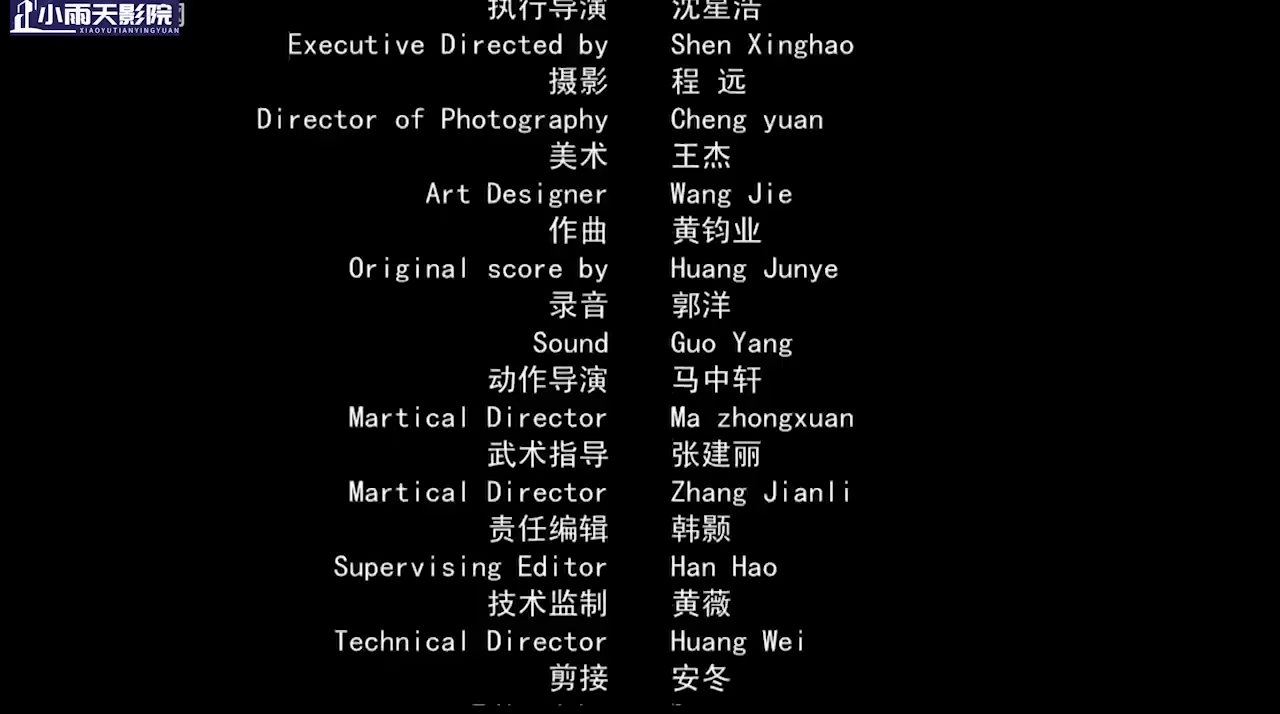 小雨天影院
XIAOYUTIANYINGYUAN
执行导演 沈星浩
Executive Directed by Shen Xinghao
摄影 程 远
Director of Photography Cheng yuan
美术 王杰
Art Designer Wang Jie
作曲 黄钧业
Original score by Huang Junye
录音 郭洋
Sound Guo Yang
动作导演 马中轩
Martical Director Ma zhongxuan
武术指导 张建丽
Martical Director Zhang Jianli
责任编辑 韩颢
Supervising Editor Han Hao
技术监制 黄薇
Technical Director Huang Wei
剪接 安冬